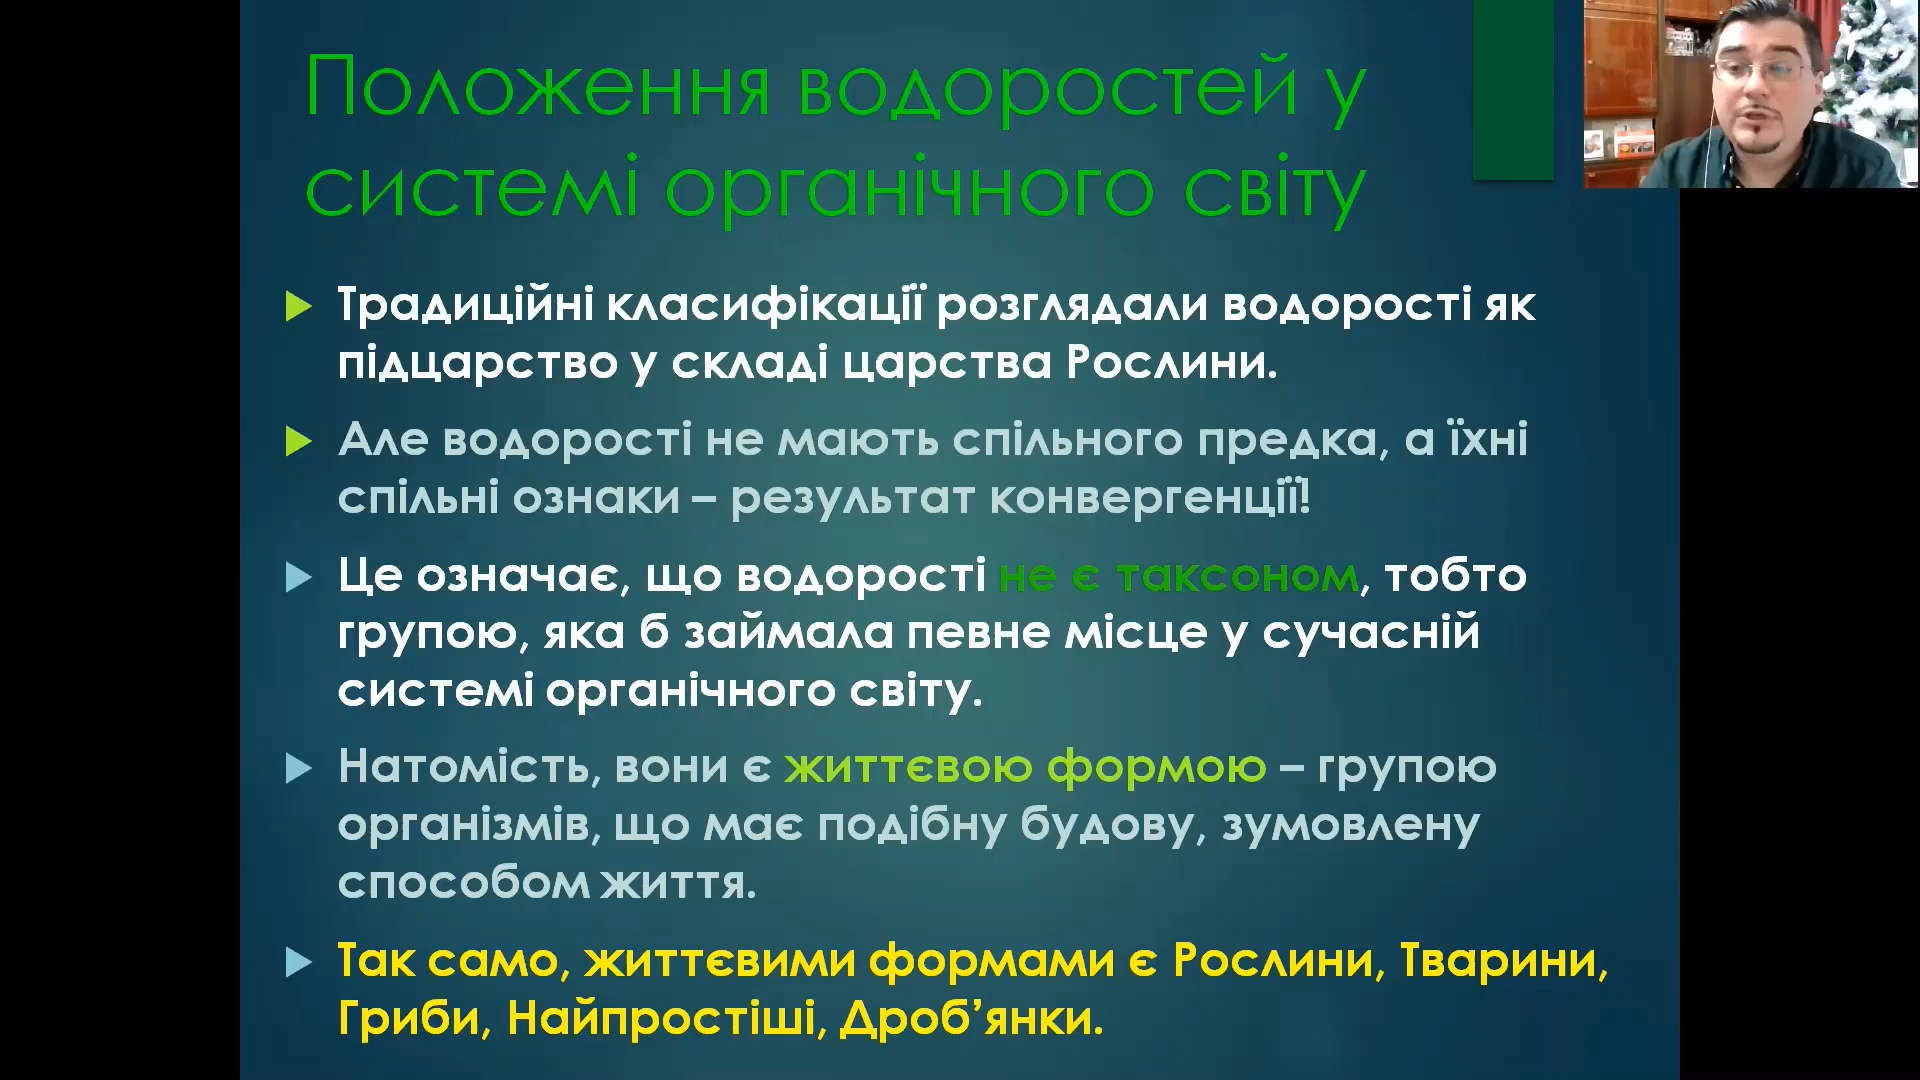 Положення водоростей у
системі органічного світу
Традиційні класифікації розглядали водорості як
підцарство у складі царства Рослини.
Але водорості не мають спільного предка, а їхні
спільні ознаки – результат конвергенції!
Це означає, що водорості не є таксоном, тобто
групою, яка б займала певне місце у сучасній
системі органічного світу.
Натомість, вони є життєвою формою – групою
організмів, що має подібну будову, зумовлену
способом життя.
Так само, життєвими формами є Рослини, Тварини,
Гриби, Найпростіші, Дроб’янки.